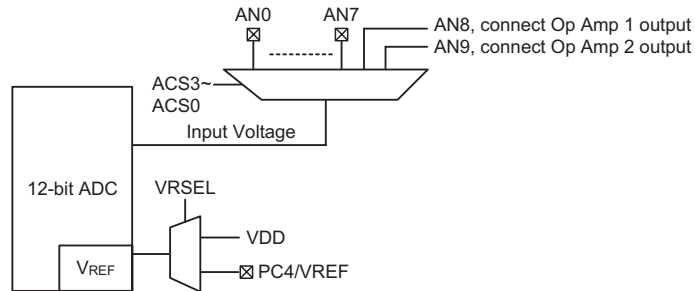 AN0 AN7
AN8, connect Op Amp 1 output
AN9, connect Op Amp 2 output
ACS3~
ACS0
Input Voltage
12-bit ADC
VRSEL
VDD
VREF
PC4/VREF